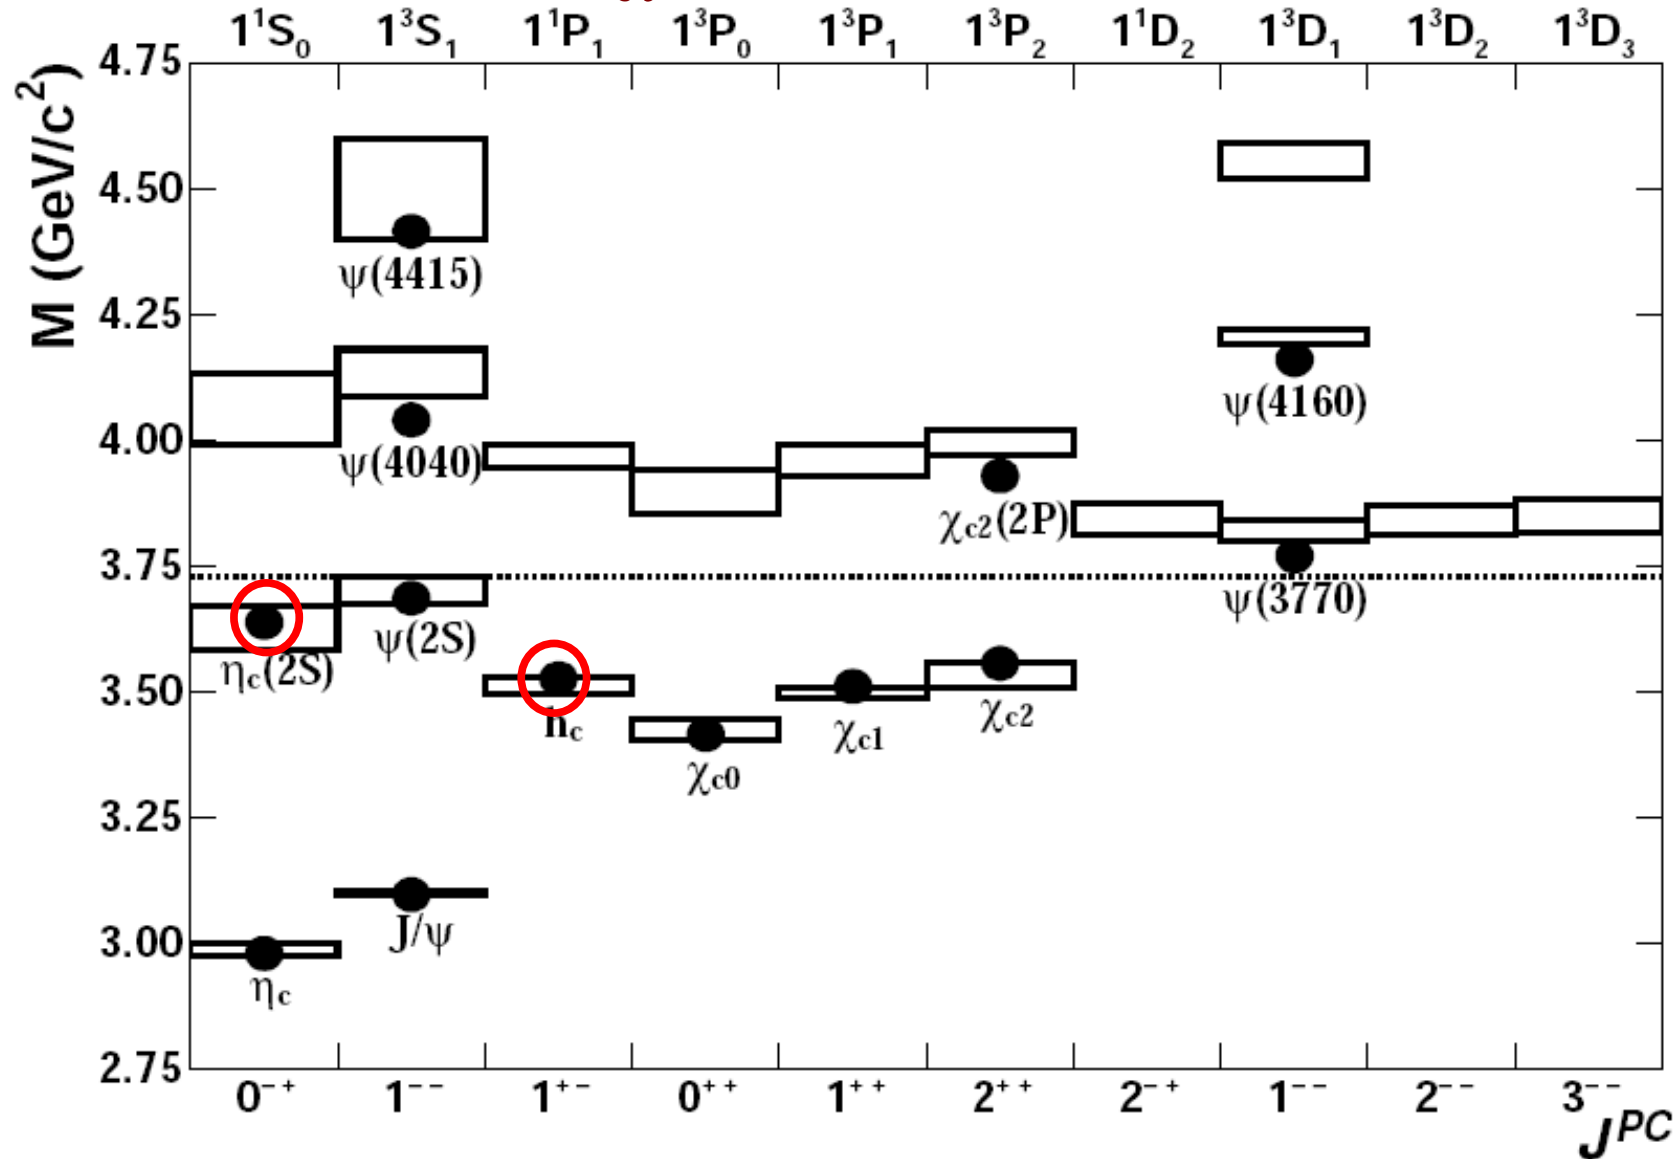 1¹S₀ 1³S₁ 1¹P₁ 1³P₀ 1³P₁ 1³P₂ 1¹D₂ 1³D₁ 1³D₂ 1³D₃
M (GeV/c²)
4.75
4.50
4.25
4.00
3.75
3.50
3.25
3.00
2.75
ψ(4415)
ψ(4160)
ψ(4040)
χc2(2P)
ψ(3770)
ψ(2S)
ηc(2S)
hc
χc1
χc2
χc0
J/ψ
ηc
0⁻⁺ 1⁻⁻ 1⁺⁻ 0⁺⁺ 1⁺⁺ 2⁺⁺ 2⁻⁺ 1⁻⁻ 2⁻⁻ 3⁻⁻
J^PC